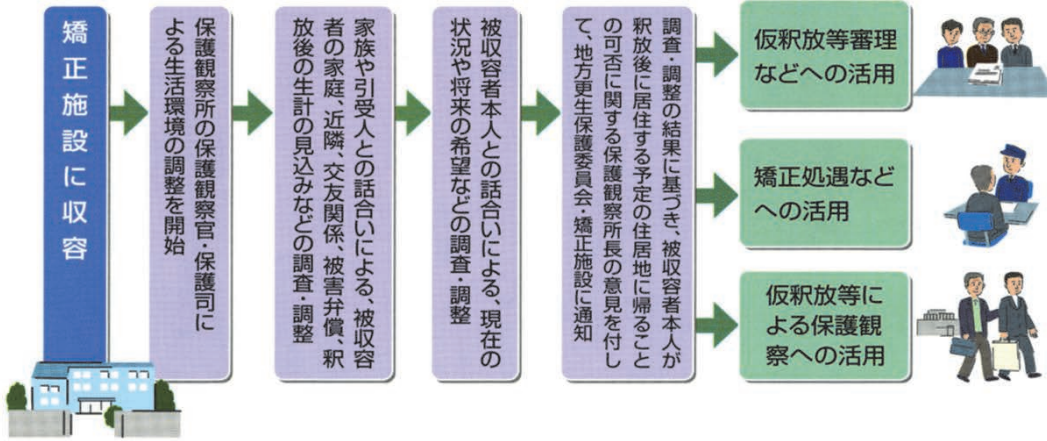 矯正施設に収容
保護観察所の保護観察官・保護司に
よる生活環境の調整を開始
家族や引受人との話合いによる、被収容
者の家庭、近隣、交友関係、被害弁償、釈
放後の生計の見込みなどの調査・調整
被収容者本人との話合いによる、現在の
状況や将来の希望などの調査・調整
調査・調整の結果に基づき、被収容者本人が
釈放後に居住する予定の住居地に帰ること
の可否に関する保護観察所長の意見を付し
て、地方更生保護委員会・矯正施設に通知
仮釈放等審理
などへの活用
矯正処遇など
への活用
仮釈放等に
よる保護観
察への活用